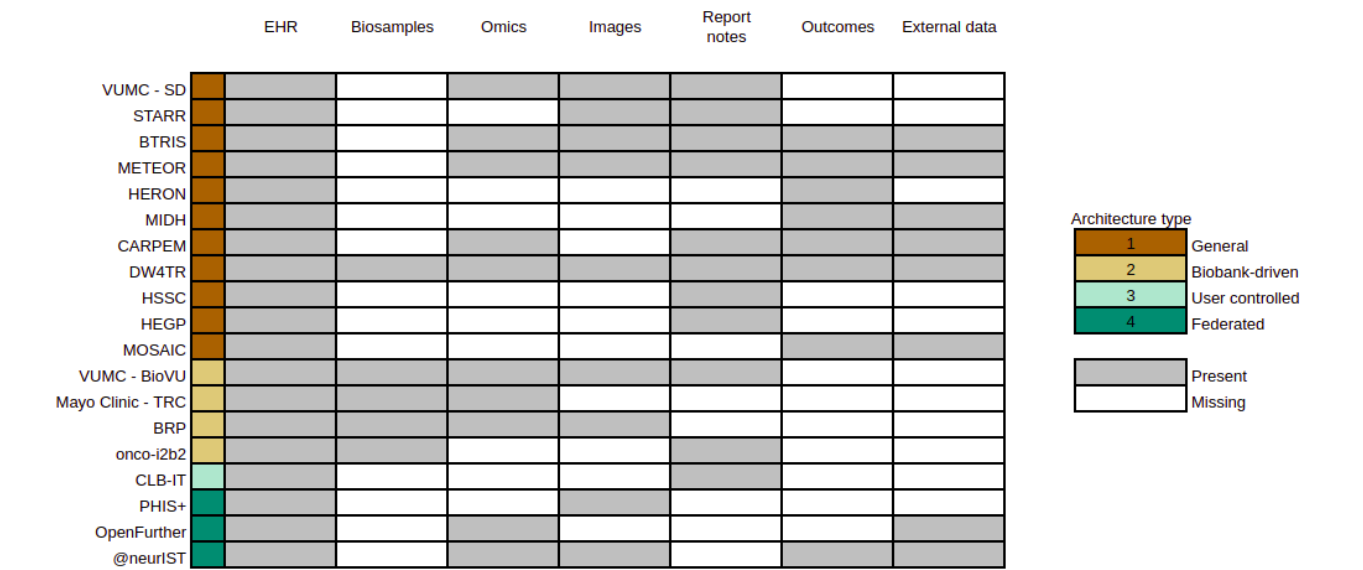 EHR Biosamples Omics Images Report notes Outcomes External data
VUMC - SD
STARR
BTRIS
METEOR
HERON
MIDH
CARPEM
DW4TR
HSSC
HEGP
MOSAIC
VUMC - BioVU
Mayo Clinic - TRC
BRP
onco-i2b2
CLB-IT
PHIS+
OpenFurther
@neurIST
Architecture type
1 General
2 Biobank-driven
3 User controlled
4 Federated
Present
Missing